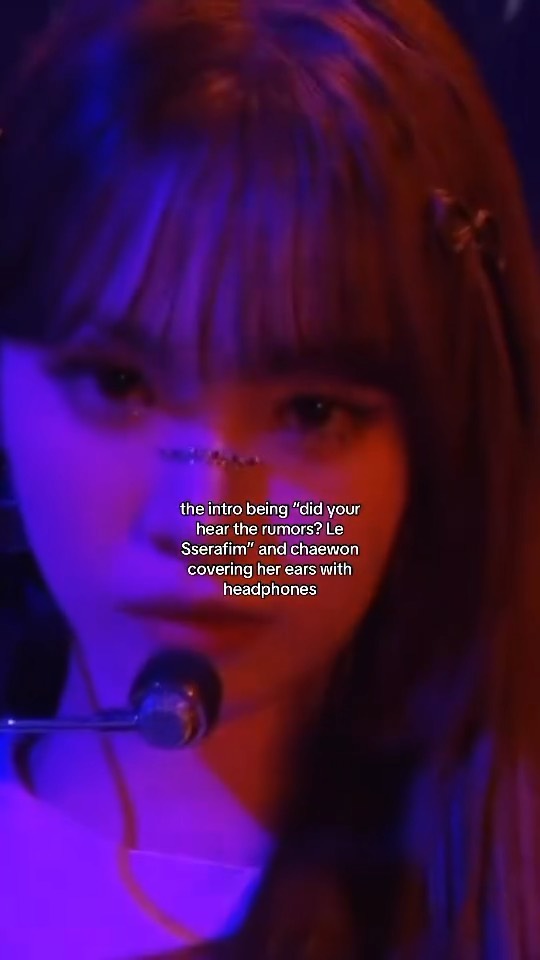 the intro being "did your
hear the rumors? Le
Sserafim" and chaewon
covering her ears with
headphones